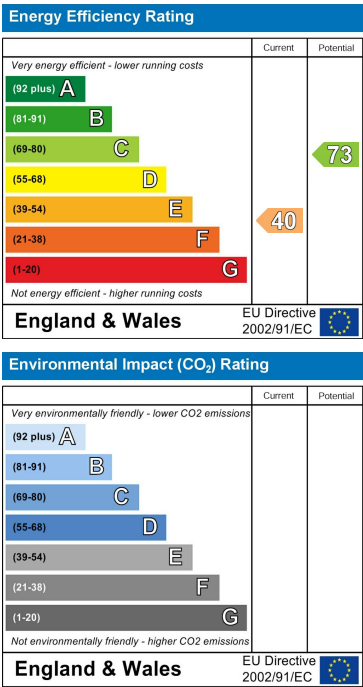 Energy Efficiency Rating
Current Potential
Very energy efficient - lower running costs
(92 plus) A
(81-91) B
(69-80) C
73
(55-68) D
(39-54) E
40
(21-38) F
(1-20) G
Not energy efficient - higher running costs
England & Wales
EU Directive
2002/91/EC
Environmental Impact (CO₂) Rating
Current Potential
Very environmentally friendly - lower CO2 emissions
(92 plus) A
(81-91) B
(69-80) C
(55-68) D
(39-54) E
(21-38) F
(1-20) G
Not environmentally friendly - higher CO2 emissions
England & Wales
EU Directive
2002/91/EC